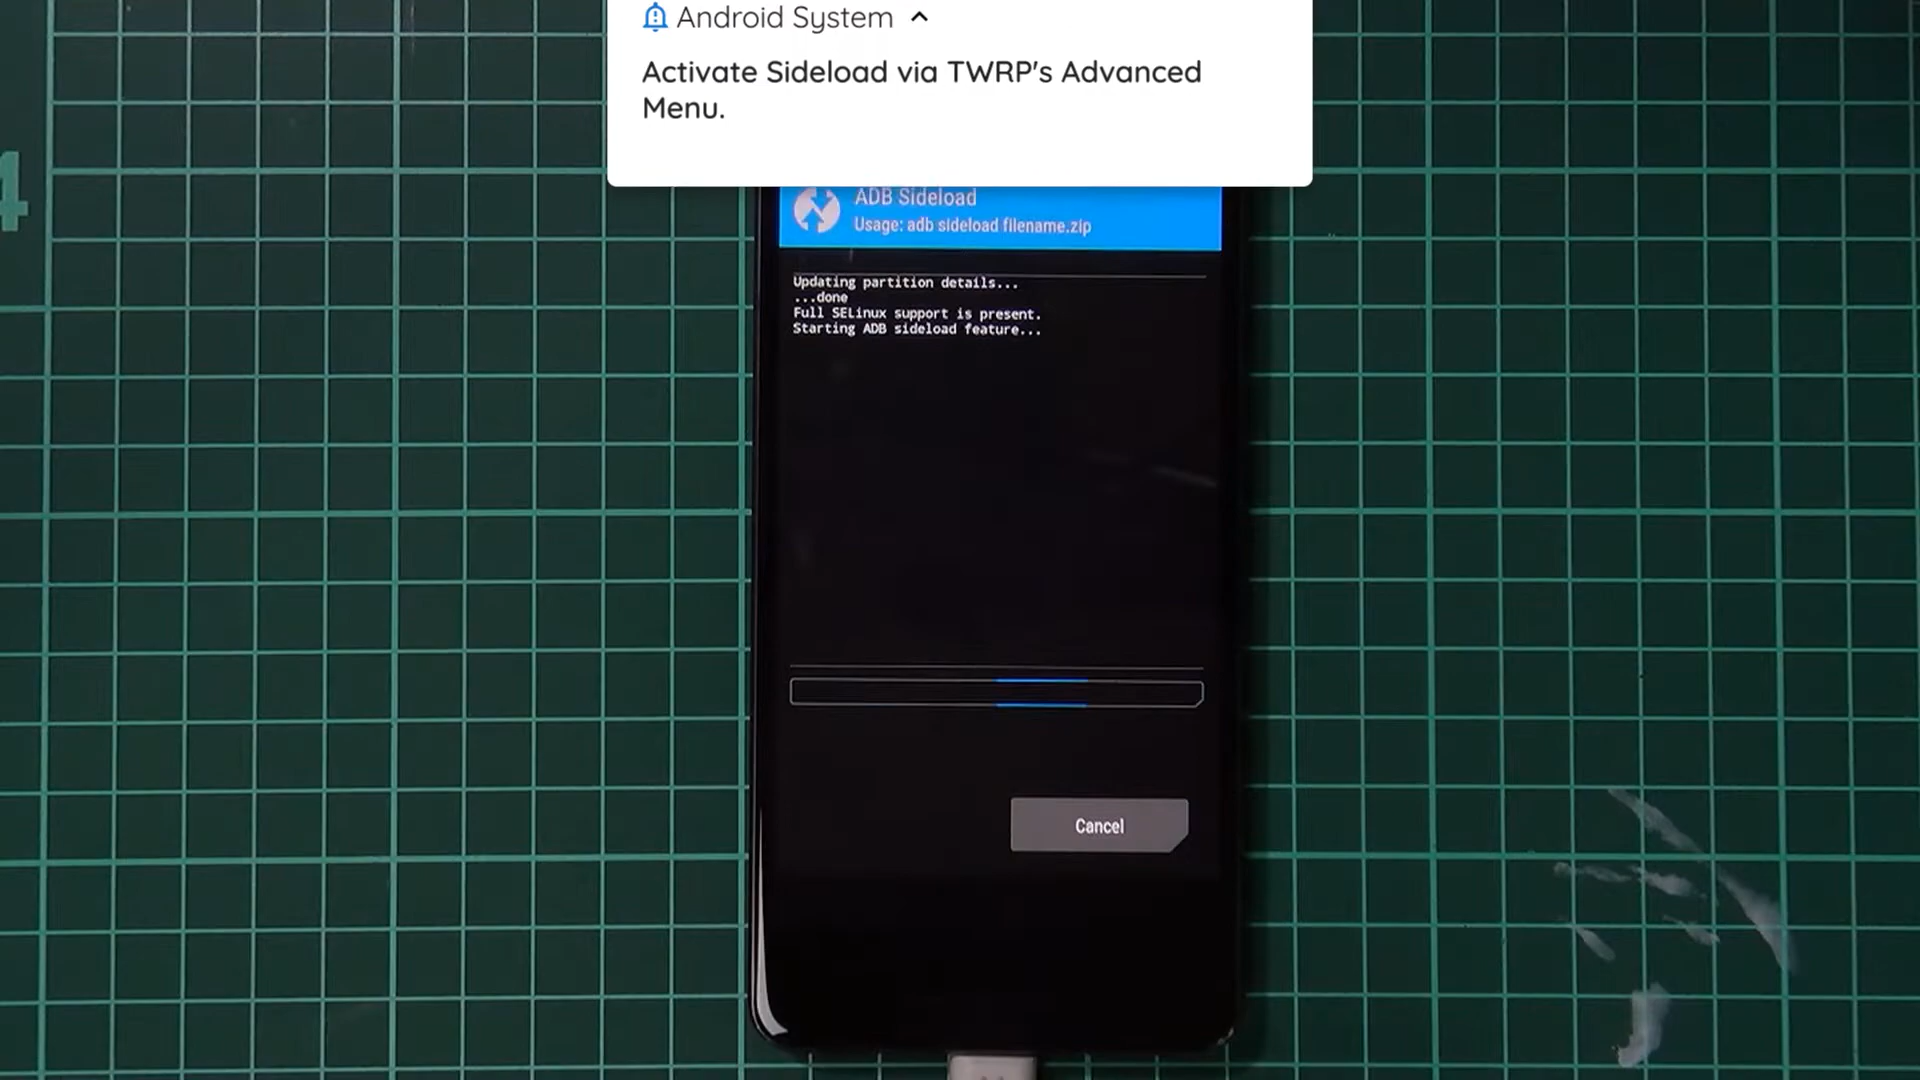 Android System
Activate Sideload via TWRP's Advanced
Menu.
ADB Sideload
Usage: adb sideload filename.zip
Updating partition details...
...done
Full SELinux support is present.
Starting ADB sideload feature...
Cancel
4